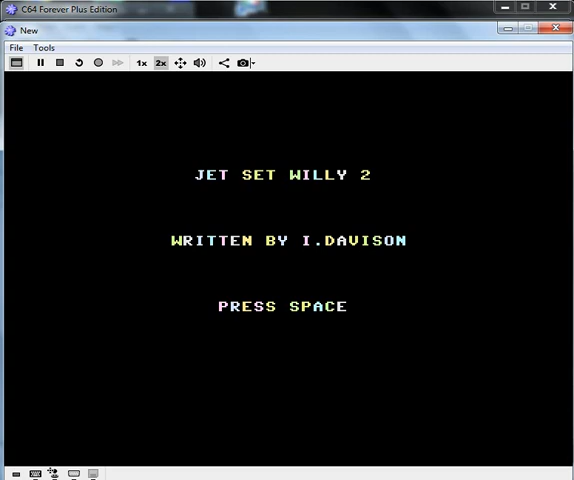 C64 Forever Plus Edition
New
File Tools
1x 2x
JET SET WILLY 2
WRITTEN BY I.DAVISON
PRESS SPACE